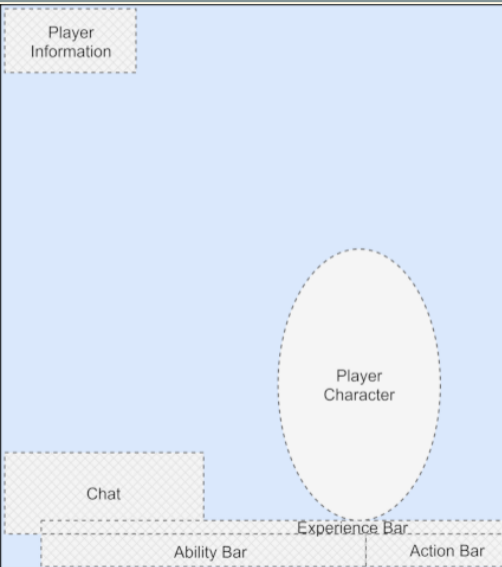 Player
Information
Player
Character
Chat
Experience Bar
Ability Bar
Action Bar